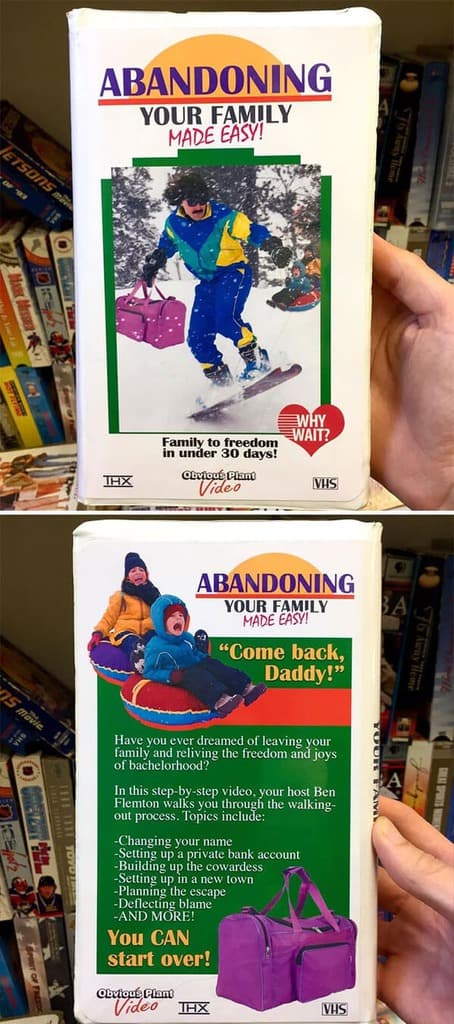 ABANDONING
YOUR FAMILY
MADE EASY!
WHY
WAIT?
Family to freedom
in under 30 days!
THX
Obvious Plant
Video
VHS
ABANDONING
YOUR FAMILY
MADE EASY!
“Come back,
Daddy!”
Have you ever dreamed of leaving your
family and reliving the freedom and joys
of bachelorhood?
In this step-by-step video, your host Ben
Flemton walks you through the walking-
out process. Topics include:
-Changing your name
-Setting up a private bank account
-Building up the cowardess
-Setting up in a new town
-Planning the escape
-Deflecting blame
-AND MORE!
You CAN
start over!
Obvious Plant
Video
THX
VHS